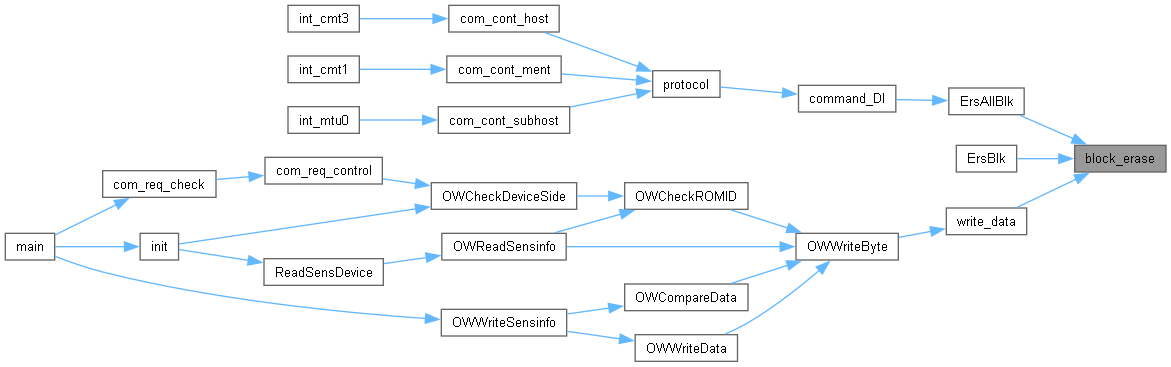 int_cmt3
com_cont_host
int_cmt1
com_cont_ment
protocol
command_DI
ErsAllBlk
int_mtu0
com_cont_subhost
ErsBlk
block_erase
com_req_check
com_req_control
OWCheckDeviceSide
OWCheckROMID
write_data
main
init
OWReadSensinfo
OWWriteByte
ReadSensDevice
OWCompareData
OWWriteSensinfo
OWWriteData